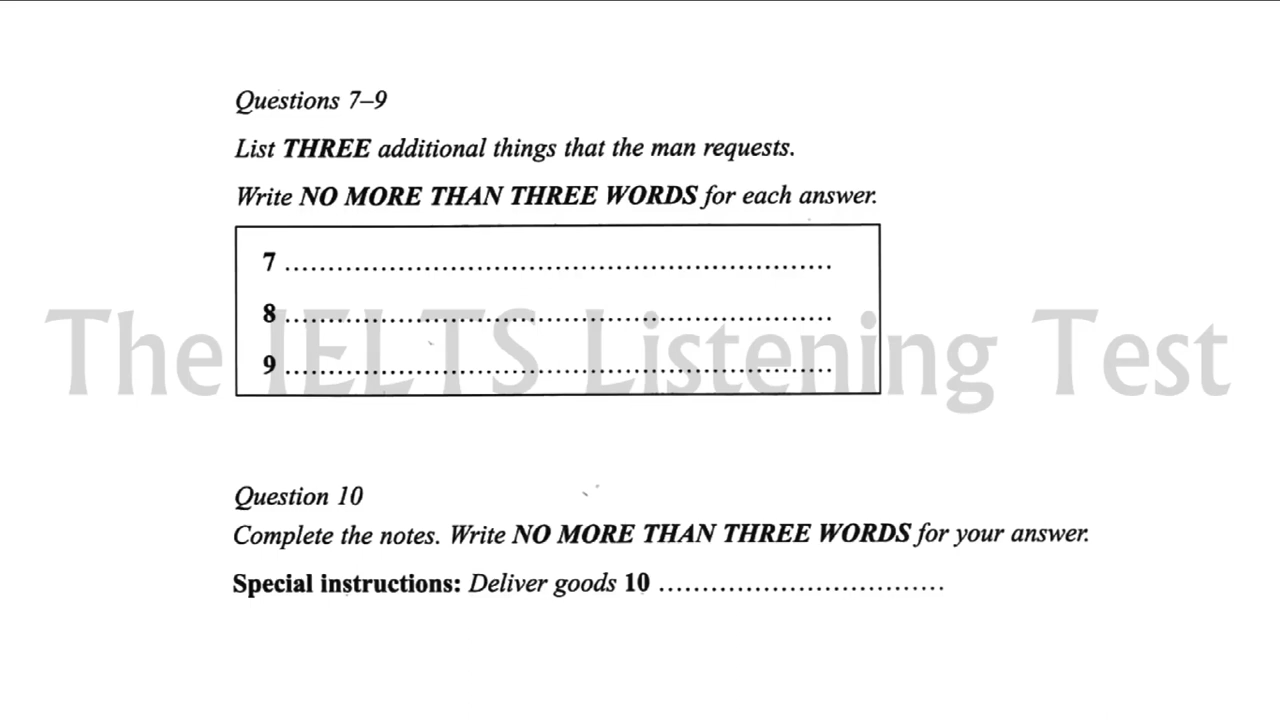 Questions 7–9
List THREE additional things that the man requests.
Write NO MORE THAN THREE WORDS for each answer.
7 ................................................................
8 ................................................................
9 ................................................................
The IELTS Listening Test
Question 10
Complete the notes. Write NO MORE THAN THREE WORDS for your answer.
Special instructions: Deliver goods 10 .................................